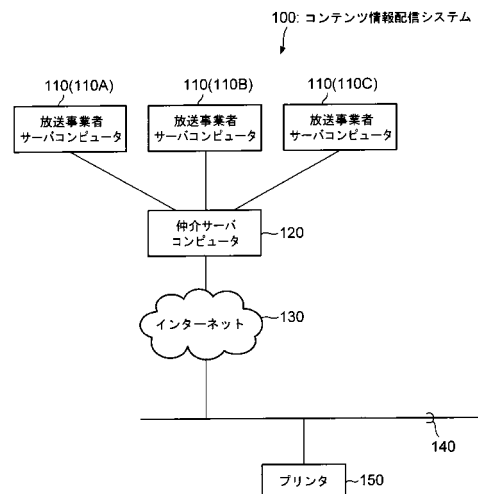 100: コンテンツ情報配信システム
110(110A)
110(110B)
110(110C)
放送事業者
サーバコンピュータ
放送事業者
サーバコンピュータ
放送事業者
サーバコンピュータ
仲介サーバ
コンピュータ
120
インターネット
130
140
プリンタ
150